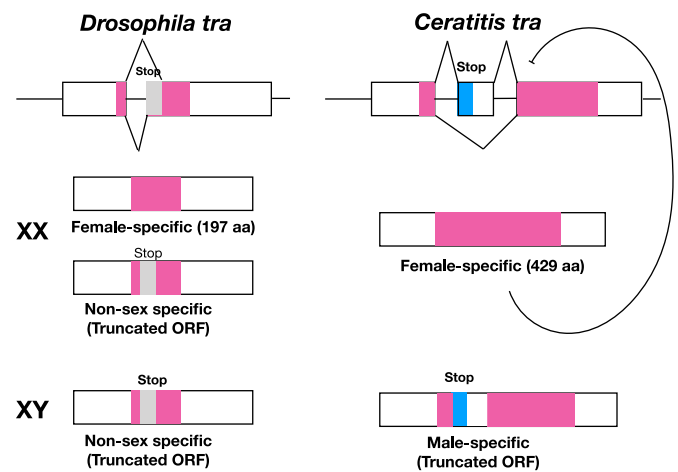 Drosophila tra
Ceratitis tra
Stop
Stop
XX
Female-specific (197 aa)
Stop
Non-sex specific
(Truncated ORF)
Female-specific (429 aa)
XY
Stop
Non-sex specific
(Truncated ORF)
Stop
Male-specific
(Truncated ORF)